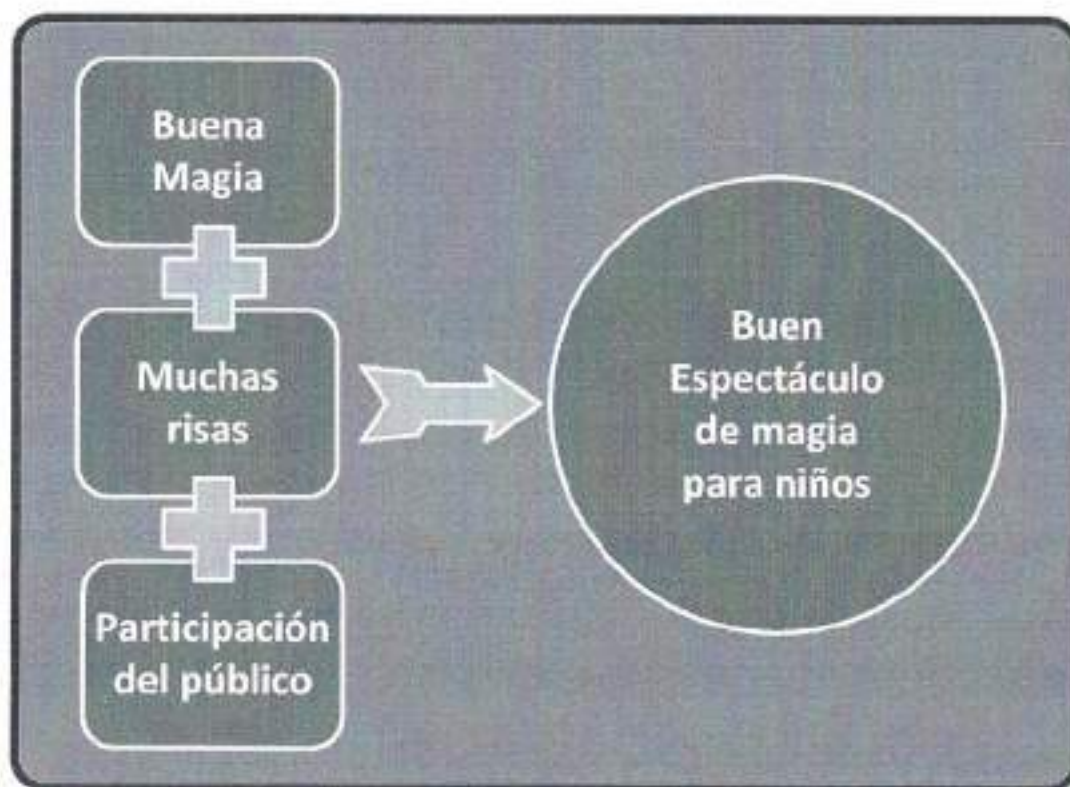 Buena
Magia
Muchas
risas
Participación
del público
Buen
Espectáculo
de magia
para niños